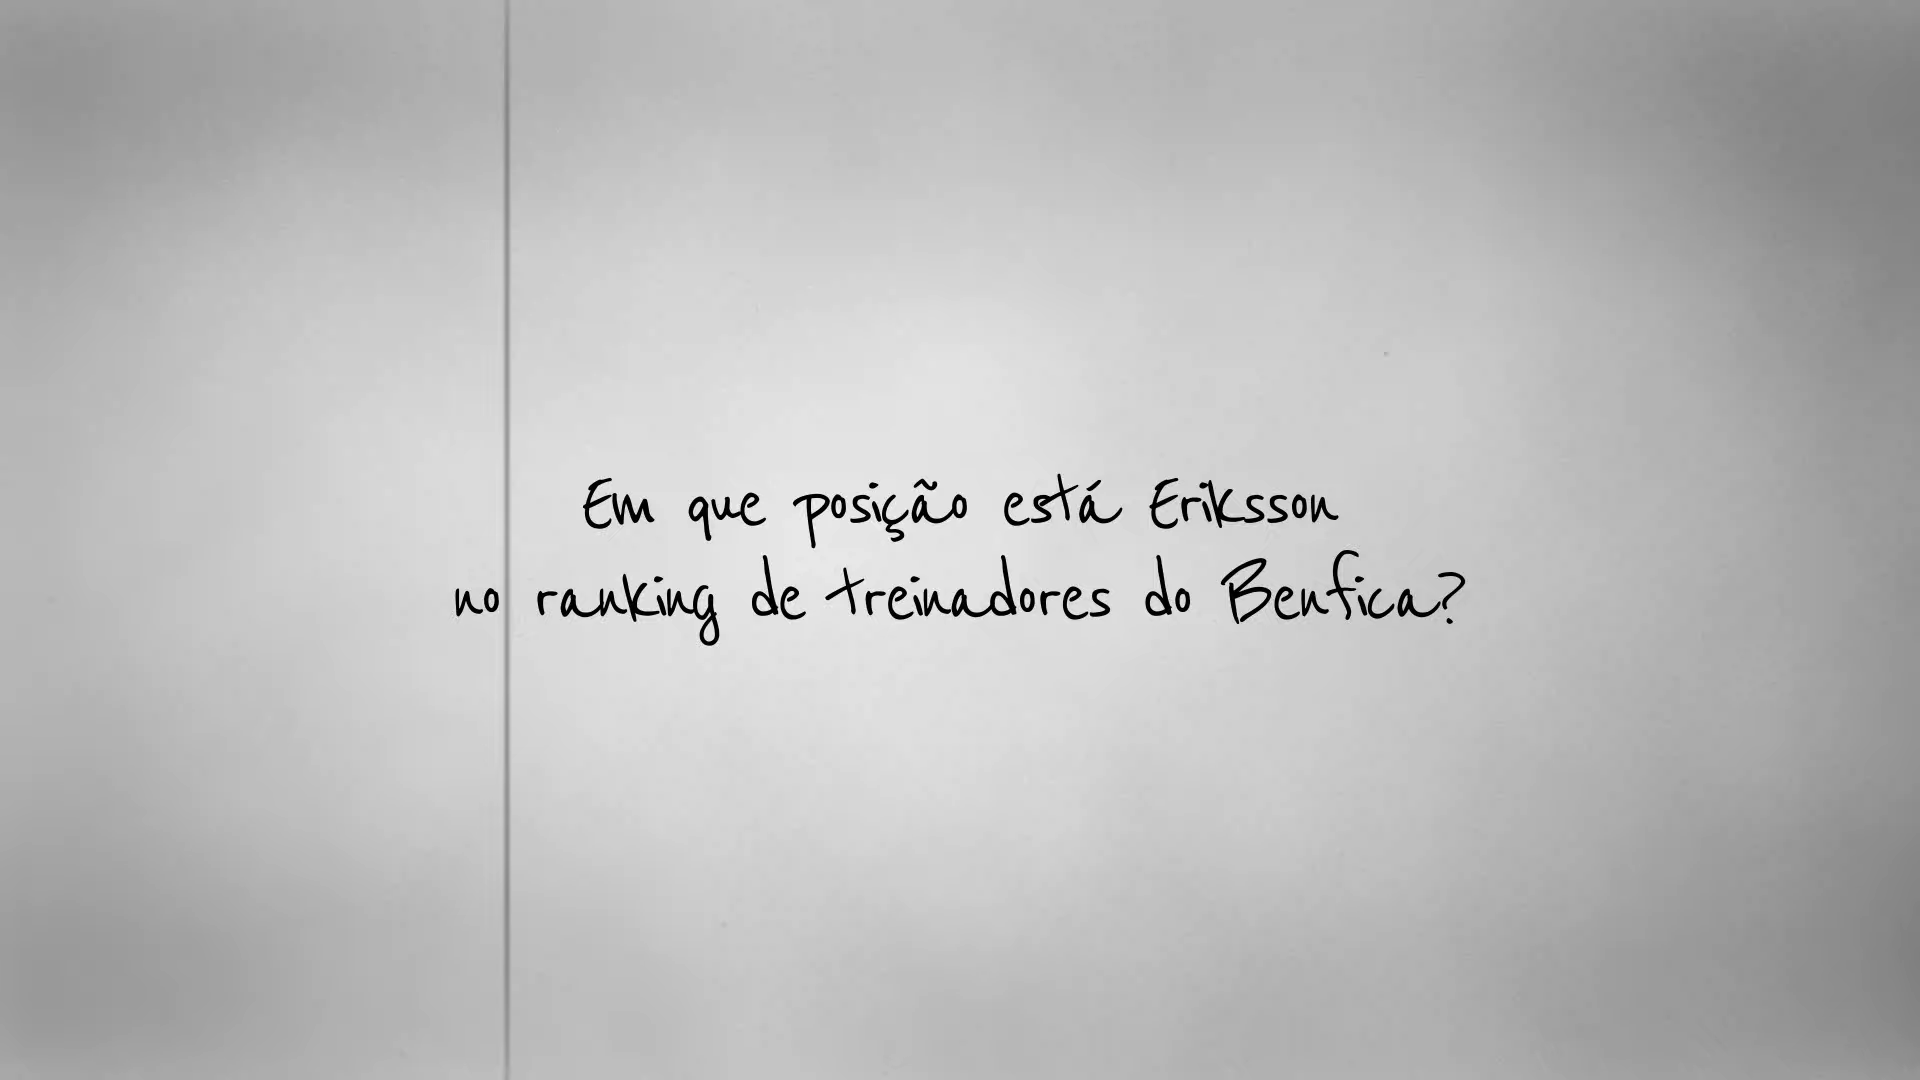 Em que posição está Eriksson
no ranking de treinadores do Benfica?